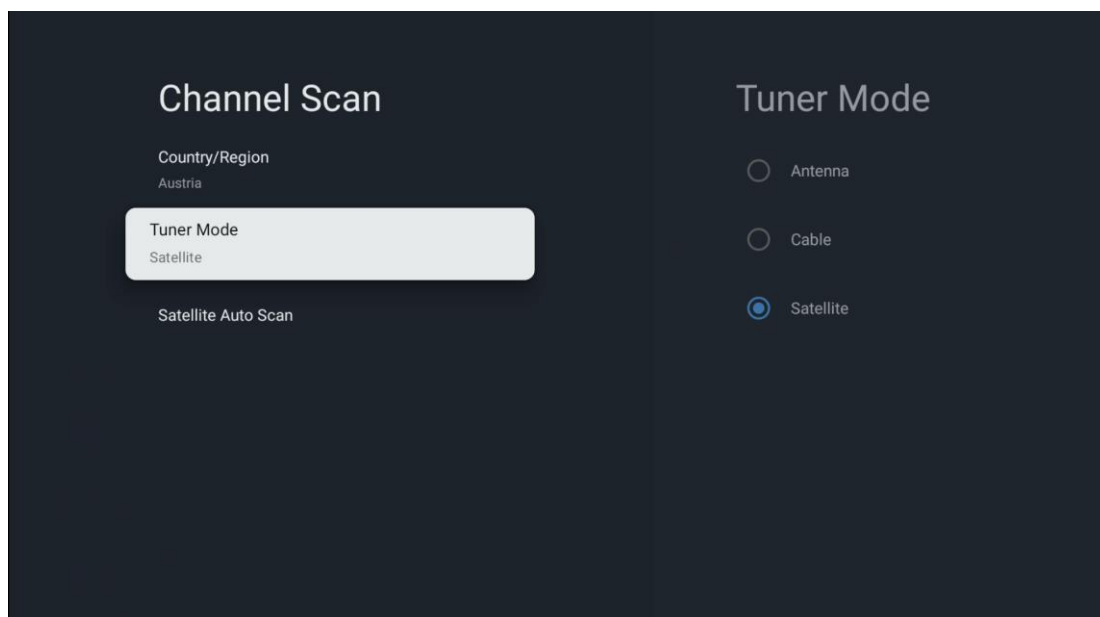 Channel Scan
Country/Region
Austria
Tuner Mode
Satellite
Satellite Auto Scan
Tuner Mode
Antenna
Cable
Satellite